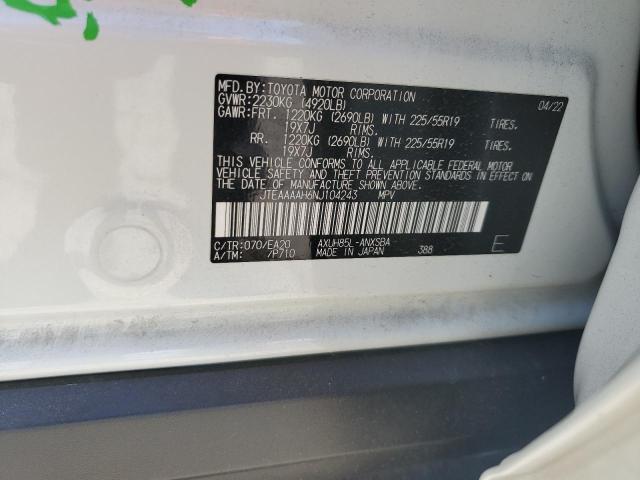 MFD. BY: TOYOTA MOTOR CORPORATION 04/22
GVWR: 2230KG (4920LB)
GAWR: FRT. 1220KG (2690LB) WITH 225/55R19 TIRES.
19X7J RIMS.
RR. 1220KG (2690LB) WITH 225/55R19 TIRES.
19X7J RIMS.
THIS VEHICLE CONFORMS TO ALL APPLICABLE FEDERAL MOTOR
VEHICLE SAFETY AND THEFT PREVENTION STANDARDS IN EFFECT
ON THE DATE OF MANUFACTURE SHOWN ABOVE.
JTEAAAAH6NJ104243 MPV
C/TR: 070/EA20 AXUH85L-ANXSBA
A/TM: /P710 MADE IN JAPAN 388 E